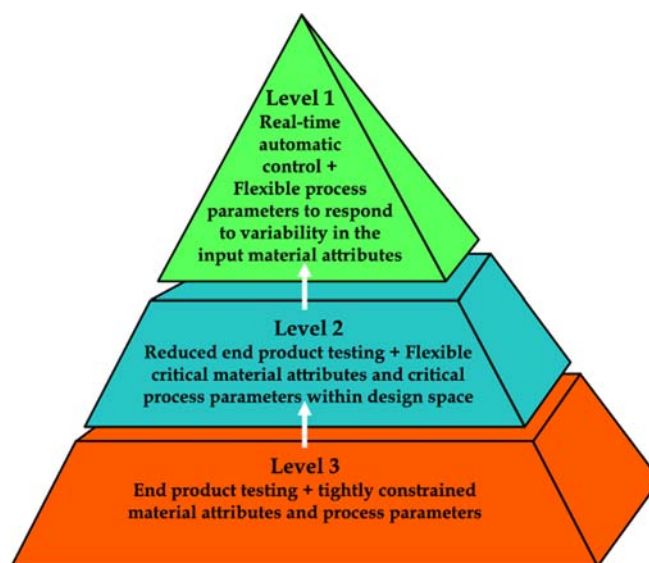 Level 1
Real-time
automatic
control +
Flexible process
parameters to respond
to variability in the
input material attributes
Level 2
Reduced end product testing + Flexible
critical material attributes and critical
process parameters within design space
Level 3
End product testing + tightly constrained
material attributes and process parameters